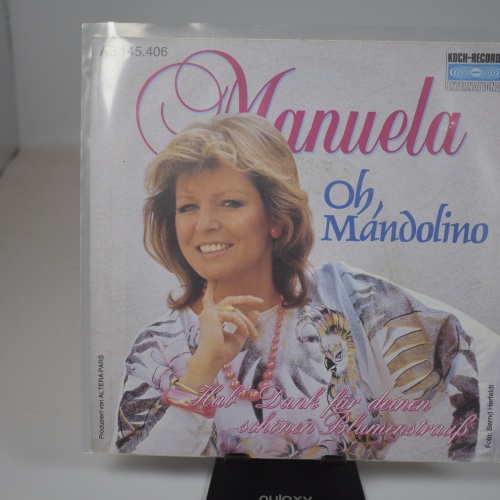 AS 145.406
KOCH-RECORD
INTERNATIONAL
Manuela
Oh,
Mandolino
Hab' Dank für deinen
schönen Blumenstrauß
Produziert von ALTERA PARS
Foto: Bernd Herfeldt